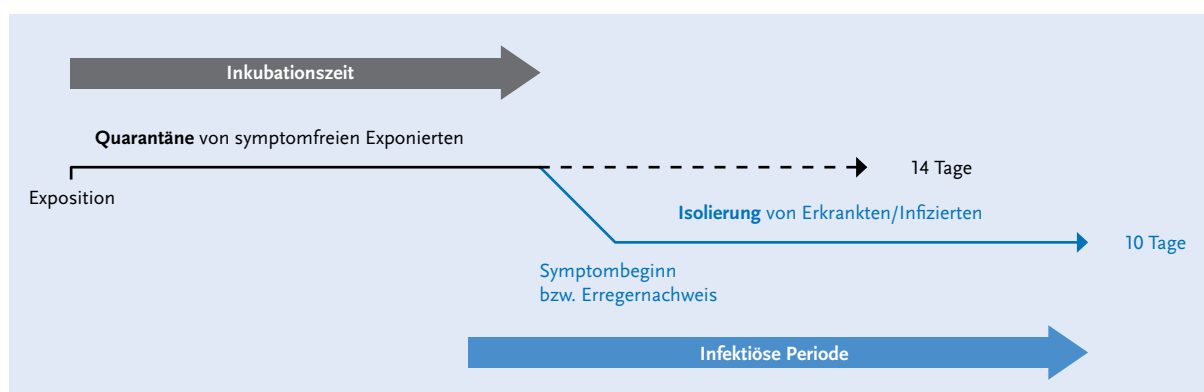 Inkubationszeit
Quarantäne von symptomfreien Exponierten
14 Tage
Exposition
Isolierung von Erkrankten/Infizierten
10 Tage
Symptombeginn
bzw. Erregernachweis
Infektiöse Periode